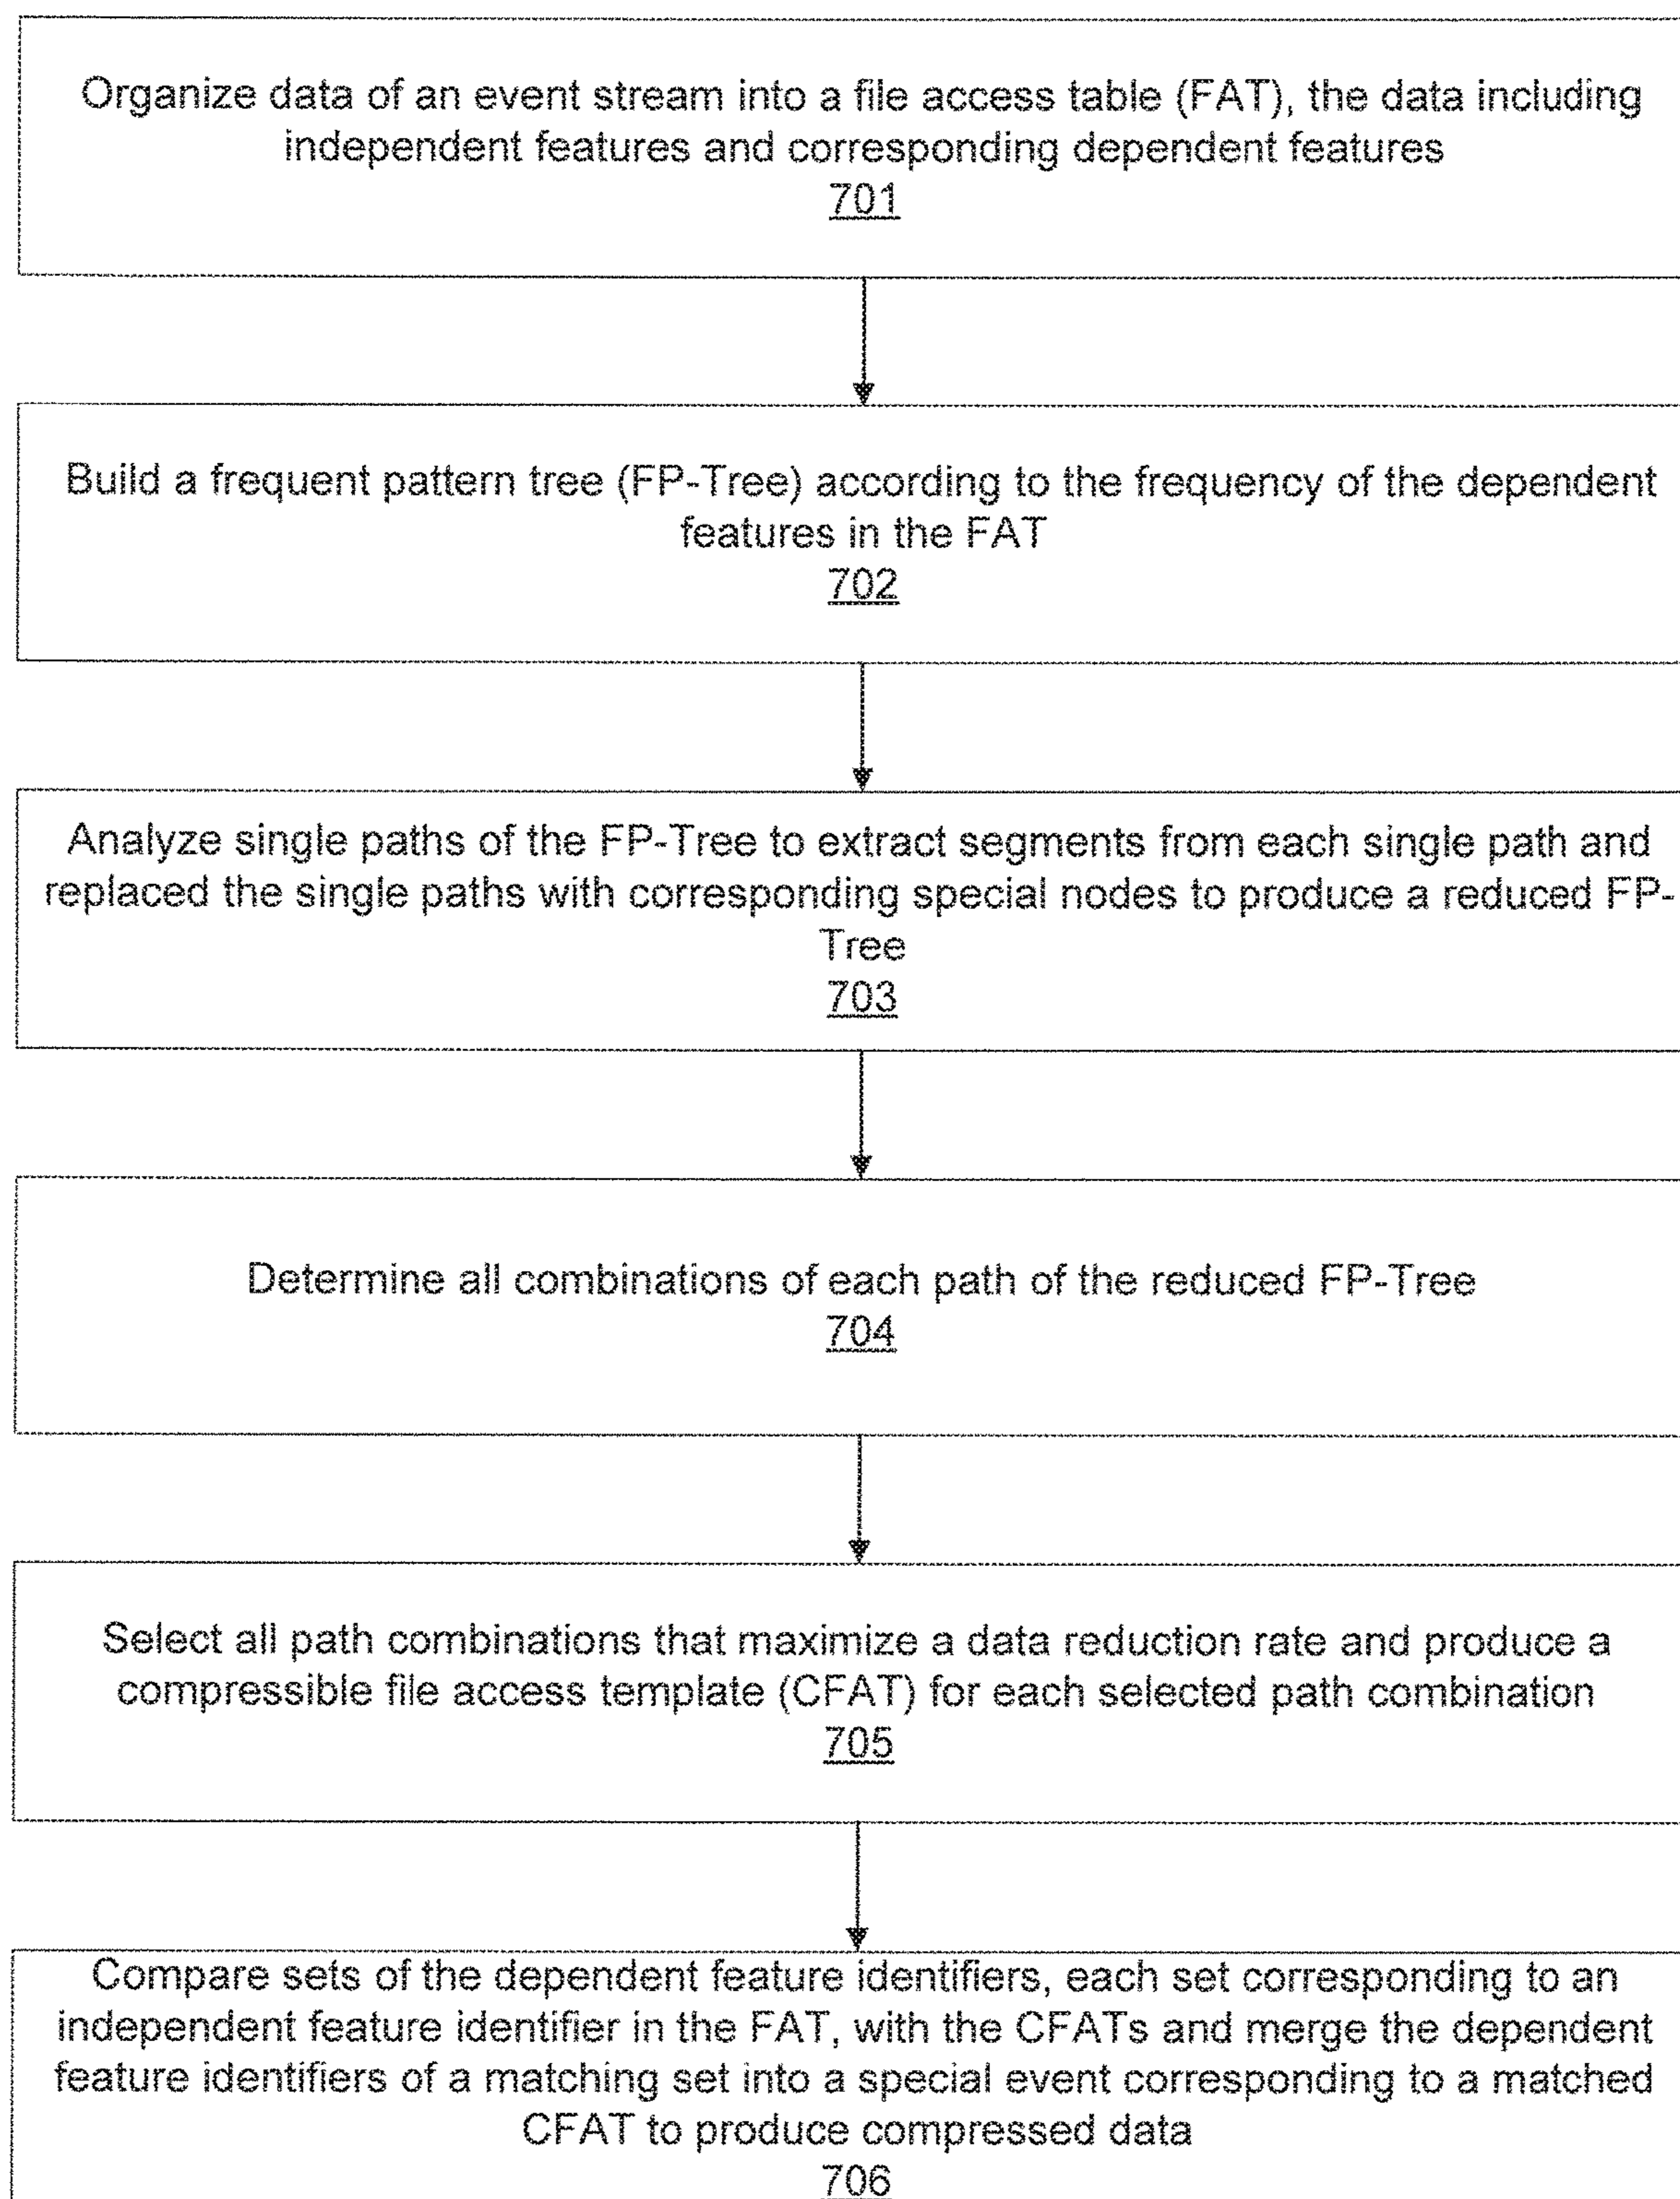 Organize data of an event stream into a file access table (FAT), the data including
independent features and corresponding dependent features
701
Build a frequent pattern tree (FP-Tree) according to the frequency of the dependent
features in the FAT
702
Analyze single paths of the FP-Tree to extract segments from each single path and
replaced the single paths with corresponding special nodes to produce a reduced FP-
Tree
703
Determine all combinations of each path of the reduced FP-Tree
704
Select all path combinations that maximize a data reduction rate and produce a
compressible file access template (CFAT) for each selected path combination
705
Compare sets of the dependent feature identifiers, each set corresponding to an
independent feature identifier in the FAT, with the CFATs and merge the dependent
feature identifiers of a matching set into a special event corresponding to a matched
CFAT to produce compressed data
706